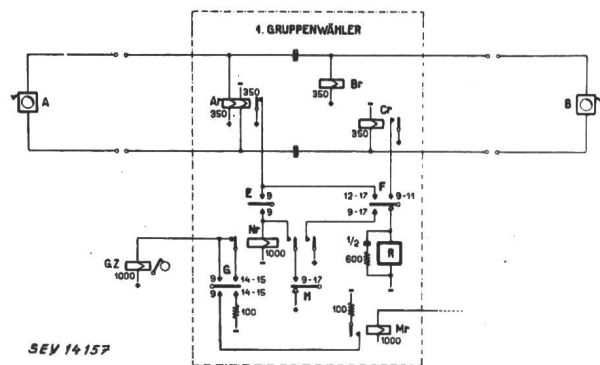 1. GRUPPENWÄHLER
A
Ar
350
350
Br
350
Cr
350
B
E
9
9
F
12-17
9-11
9-17
Nr
1000
GZ
1000
G
9
14-15
9
14-15
100
9-17
H
1/2
600
R
100
Mr
1000
SEV 14157